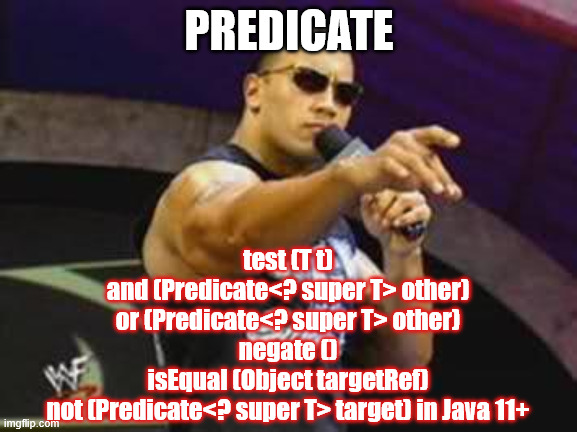 PREDICATE
test (T t)
and (Predicate<? super T> other)
or (Predicate<? super T> other)
negate ()
isEqual (Object targetRef)
not (Predicate<? super T> target) in Java 11+
imgflip.com